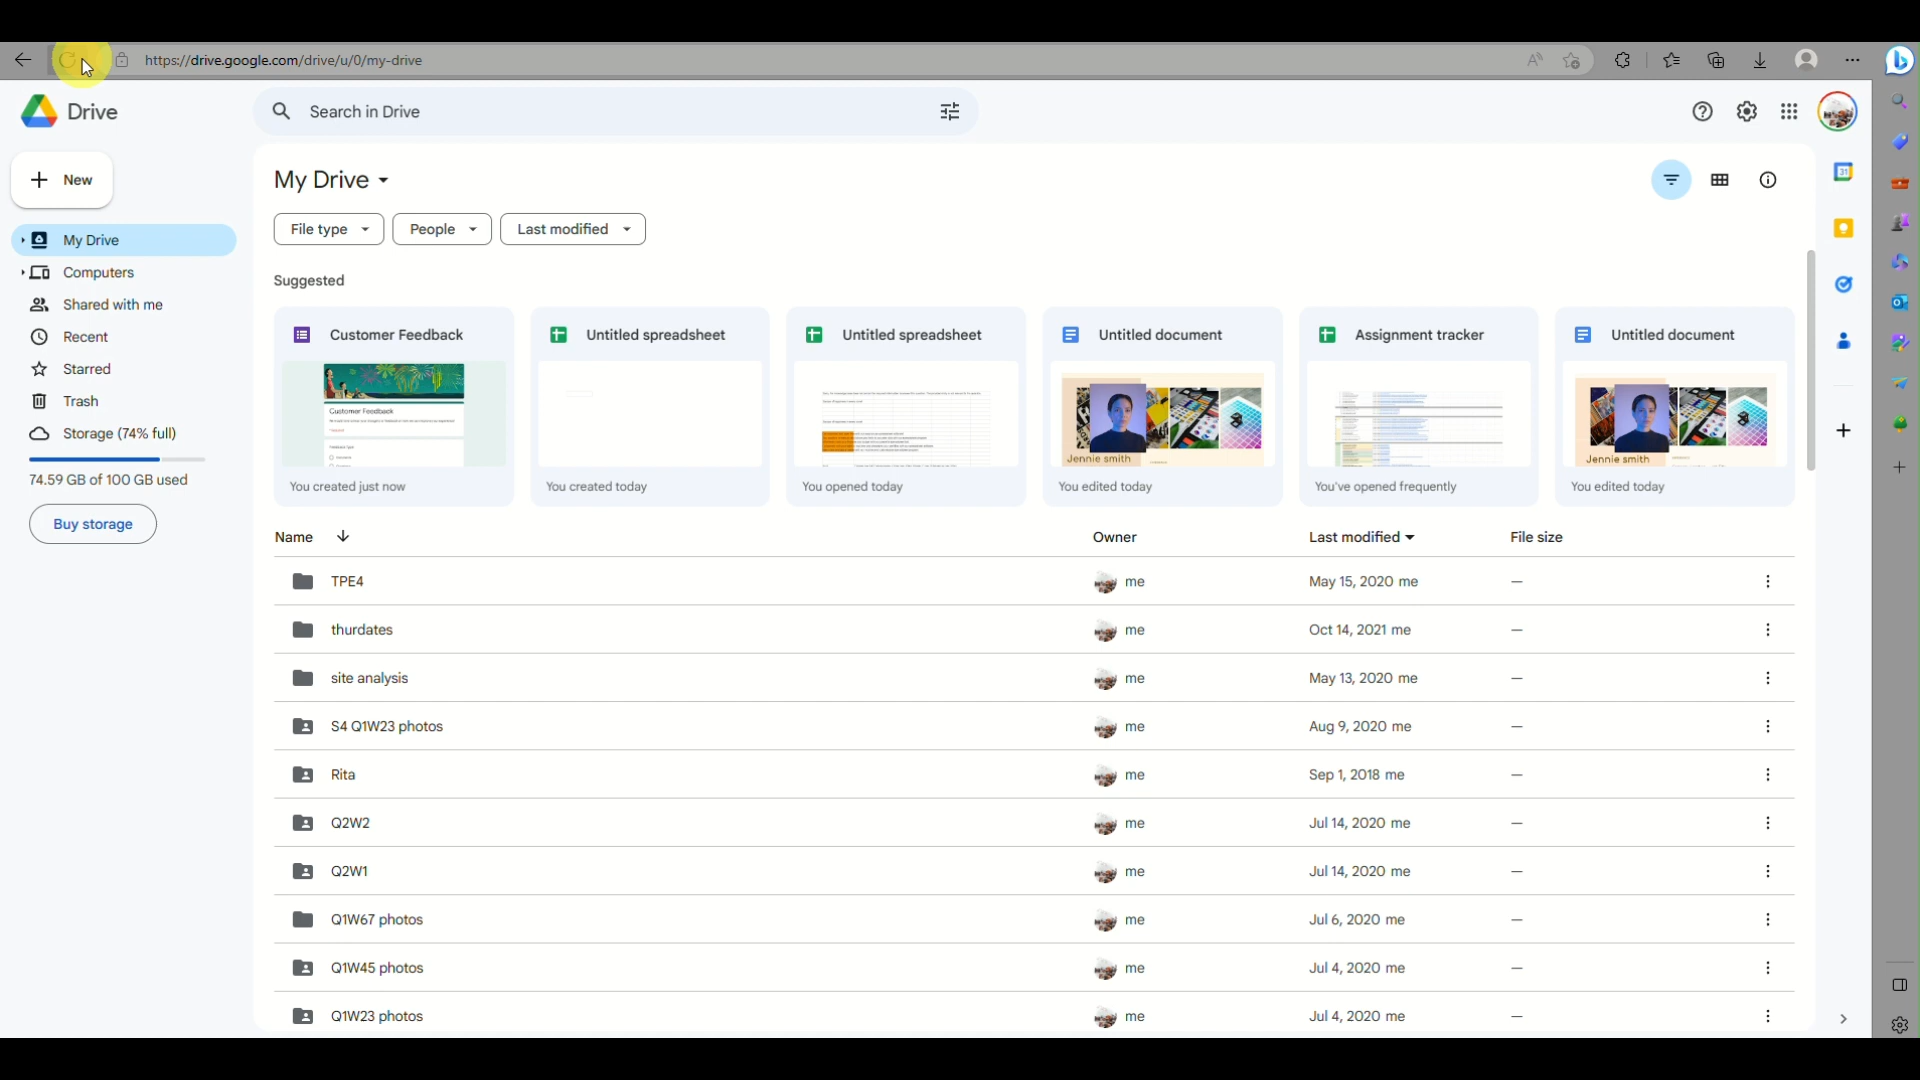 https://drive.google.com/drive/u/0/my-drive
Drive
Search in Drive
New
My Drive
Computers
Shared with me
Recent
Starred
Trash
Storage (74% full)
74.59 GB of 100 GB used
Buy storage
My Drive
File type
People
Last modified
Suggested
Customer Feedback
Customer Feedback
You created just now
Untitled spreadsheet
You created today
Untitled spreadsheet
You opened today
Untitled document
Jennie smith
You edited today
Assignment tracker
You've opened frequently
Untitled document
Jennie smith
You edited today
Name Owner Last modified File size
TPE4 me May 15, 2020 me —
thurdates me Oct 14, 2021 me —
site analysis me May 13, 2020 me —
S4 Q1W23 photos me Aug 9, 2020 me —
Rita me Sep 1, 2018 me —
Q2W2 me Jul 14, 2020 me —
Q2W1 me Jul 14, 2020 me —
Q1W67 photos me Jul 6, 2020 me —
Q1W45 photos me Jul 4, 2020 me —
Q1W23 photos me Jul 4, 2020 me —
31